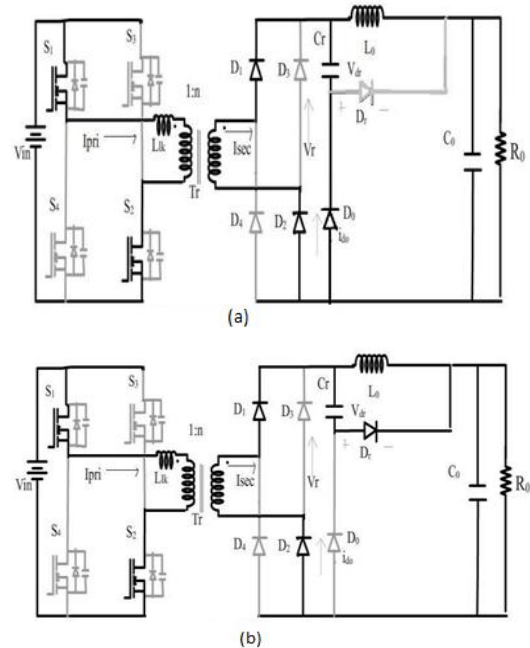 S1
S3
Cr
L0
Vdr
1:n
D1
D3
+ −
Dr
Vin
Ipri
Llk
Isec
Vr
C0
R0
Tr
S4
S2
D4
D2
D0
ido
(a)
S1
S3
Cr
L0
Vdr
1:n
D1
D3
+ −
Dr
Vin
Ipri
Llk
Isec
Vr
C0
R0
Tr
S4
S2
D4
D2
D0
ido
(b)